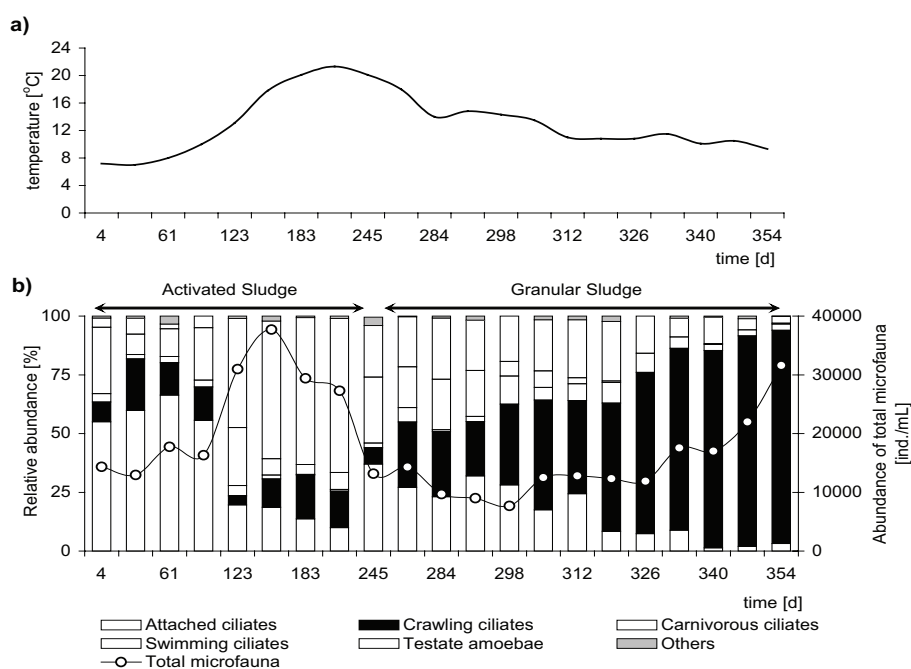 a)
temperature [°C]
24
20
16
12
8
4
0
4 61 123 183 245 284 298 312 326 340 354
time [d]
b)
Activated Sludge Granular Sludge
Relative abundance [%]
100
75
50
25
0
40000
30000
20000
10000
0
Abundance of total microfauna
[ind./mL]
4 61 123 183 245 284 298 312 326 340 354
time [d]
Attached ciliates Crawling ciliates Carnivorous ciliates
Swimming ciliates Testate amoebae Others
Total microfauna